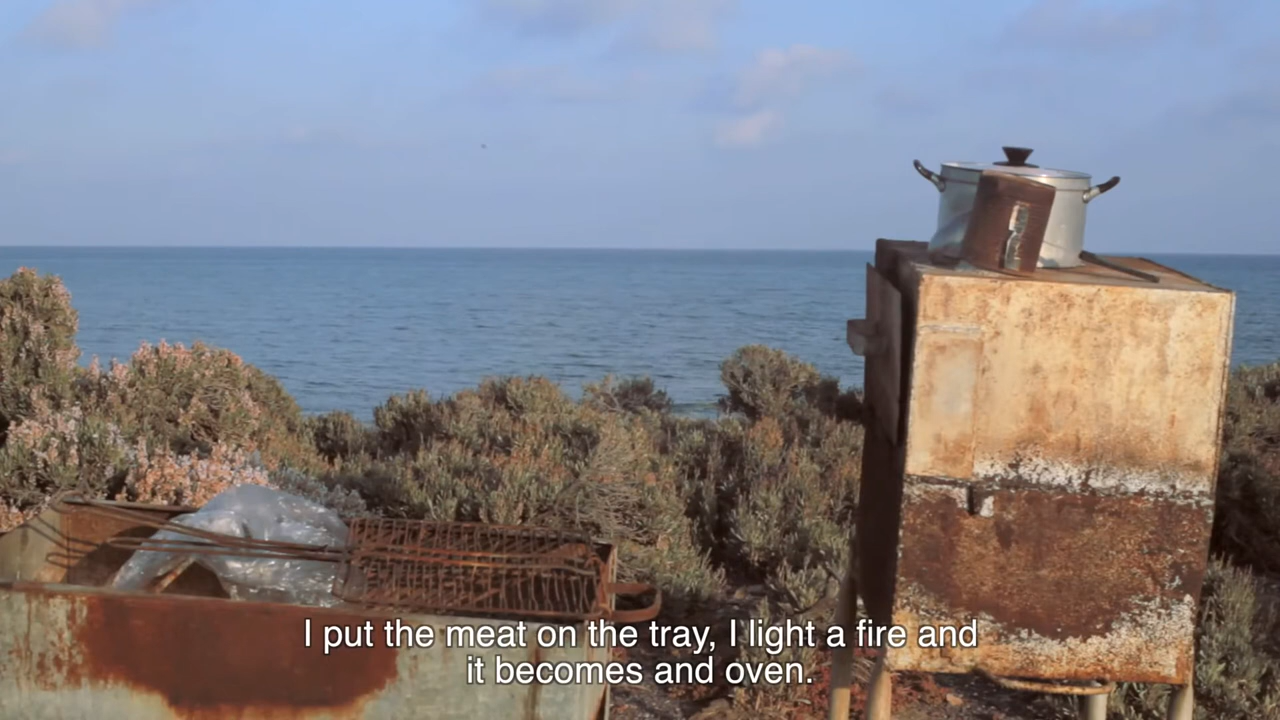 I put the meat on the tray, I light a fire and
it becomes and oven.